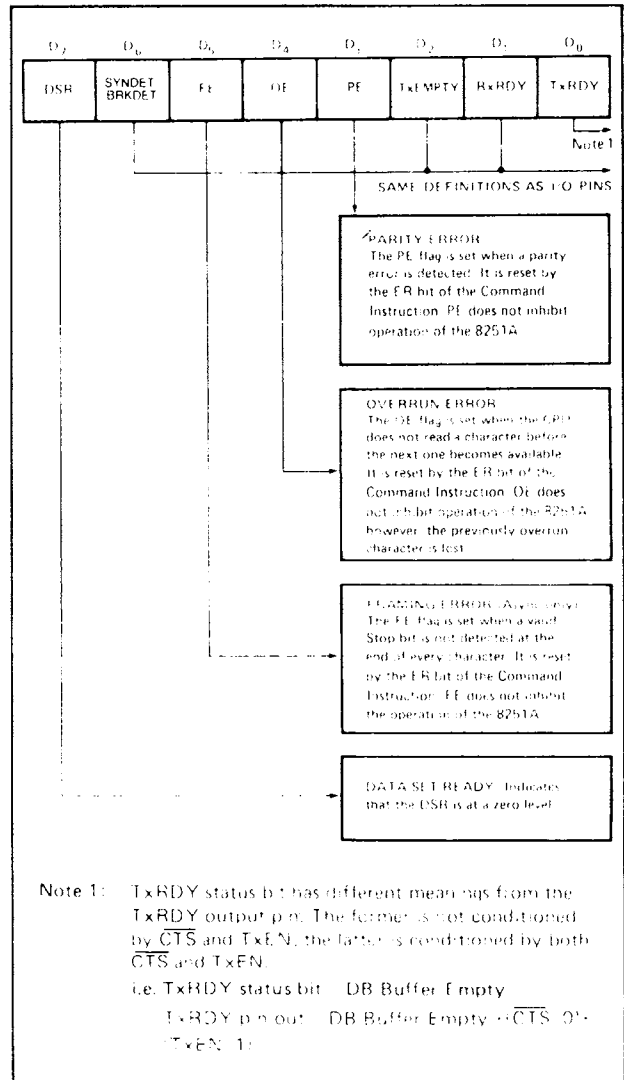 D7 D6 D5 D4 D3 D2 D1 D0
DSR SYNDET BRKDET FE OE PE TxEMPTY RxRDY TxRDY
Note 1
SAME DEFINITIONS AS I/O PINS
PARITY ERROR
The PE flag is set when a parity
error is detected. It is reset by
the ER bit of the Command
Instruction. PE does not inhibit
operation of the 8251A.
OVERRUN ERROR
The OE flag is set when the CPU
does not read a character before
the next one becomes available.
It is reset by the ER bit of the
Command Instruction. OE does
not inhibit operation of the 8251A
however, the previously overrun
character is lost.
FRAMING ERROR (Async only)
The FE flag is set when a valid
Stop bit is not detected at the
end of every character. It is reset
by the ER bit of the Command
Instruction. FE does not inhibit
the operation of the 8251A.
DATA SET READY Indicates
that the DSR is at a zero level.
Note 1: TxRDY status bit has different meanings from the
TxRDY output pin. The former is not conditioned
by C̅T̅S̅ and TxEN, the latter is conditioned by both
C̅T̅S̅ and TxEN.
i.e. TxRDY status bit DB Buffer Empty
TxRDY pin out DB Buffer Empty ·(C̅T̅S̅ 0)·
(TxEN 1)